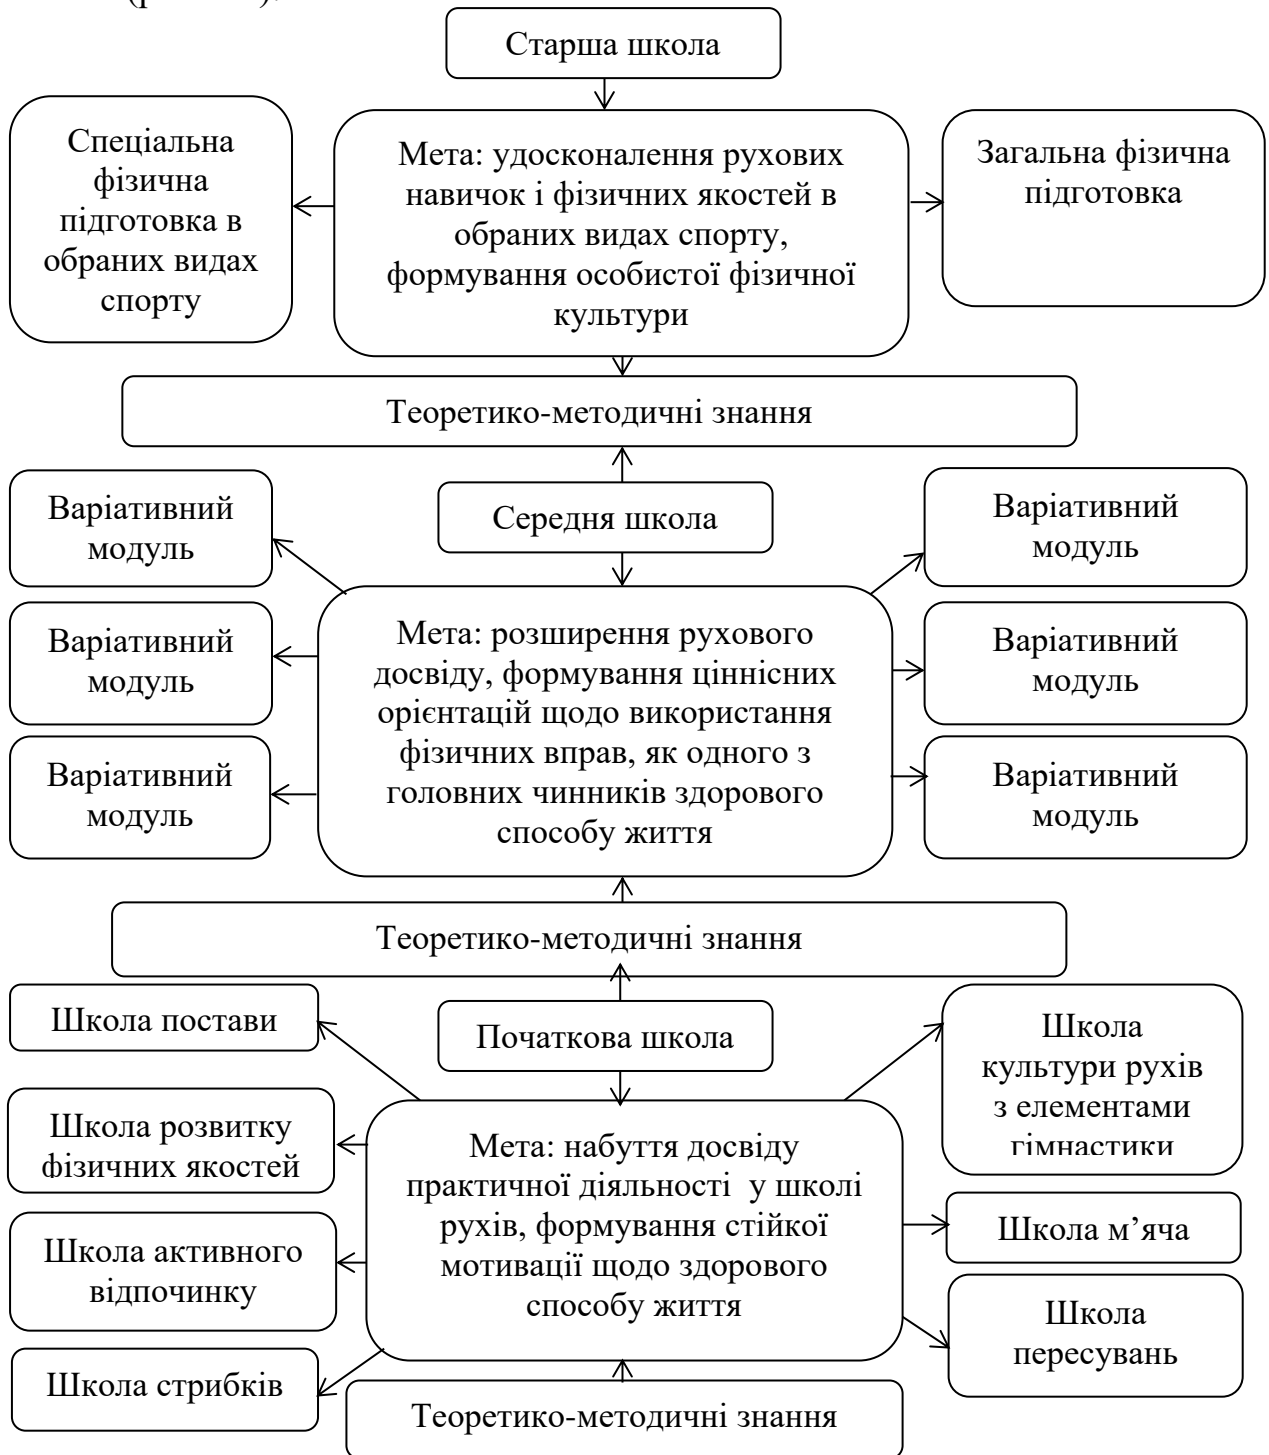 Старша школа
Спеціальна
фізична
підготовка в
обраних видах
спорту
Мета: удосконалення рухових
навичок і фізичних якостей в
обраних видах спорту,
формування особистої фізичної
культури
Загальна фізична
підготовка
Теоретико-методичні знання
Варіативний
модуль
Середня школа
Варіативний
модуль
Варіативний
модуль
Мета: розширення рухового
досвіду, формування ціннісних
орієнтацій щодо використання
фізичних вправ, як одного з
головних чинників здорового
способу життя
Варіативний
модуль
Варіативний
модуль
Варіативний
модуль
Теоретико-методичні знання
Школа постави
Початкова школа
Школа
культури рухів
з елементами
гімнастики
Школа розвитку
фізичних якостей
Мета: набуття досвіду
практичної діяльності у школі
рухів, формування стійкої
мотивації щодо здорового
способу життя
Школа м’яча
Школа активного
відпочинку
Школа
пересувань
Школа стрибків
Теоретико-методичні знання